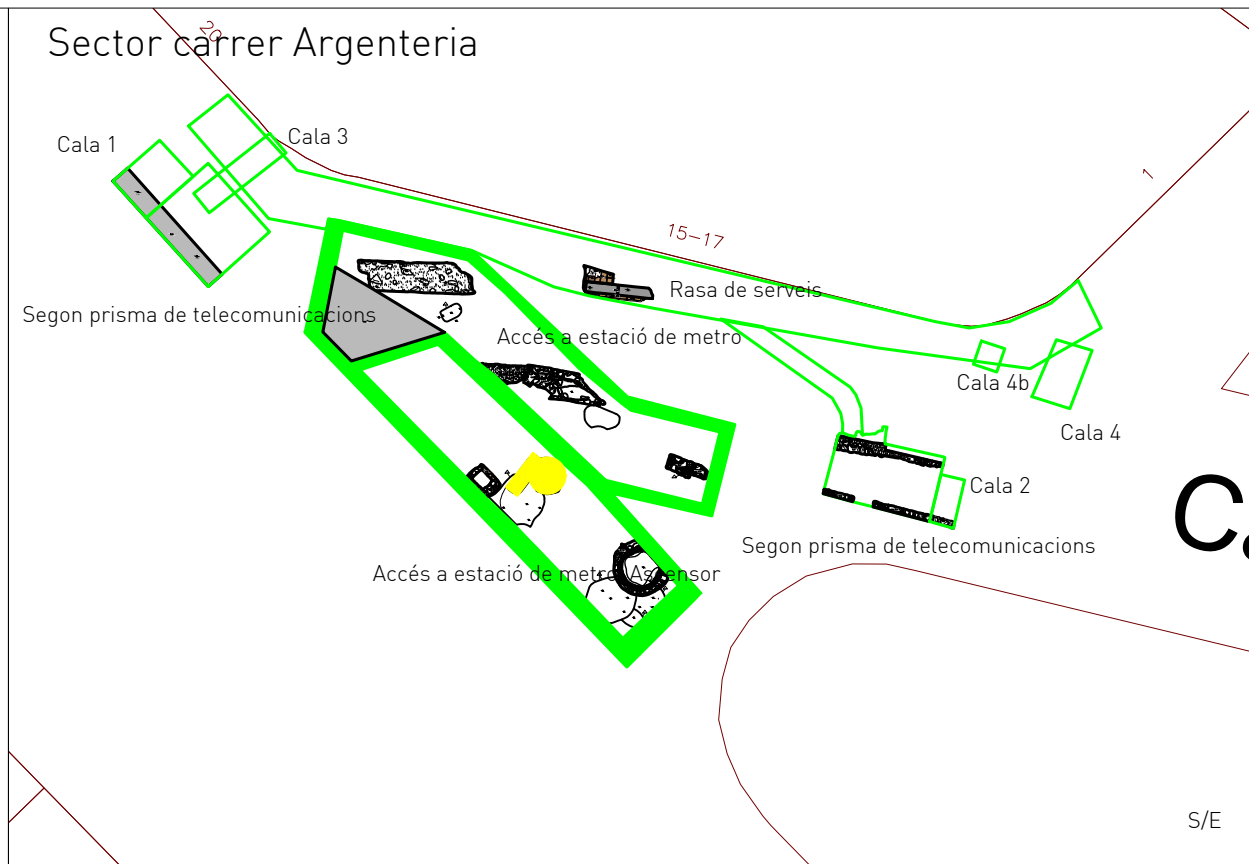 Sector carrer Argenteria
20
Cala 1
Cala 3
15-17
1
Segon prisma de telecomunicacions
Rasa de serveis
Accés a estació de metro
Cala 4b
Cala 4
Cala 2
Segon prisma de telecomunicacions
Accés a estació de metro. Ascensor
S/E